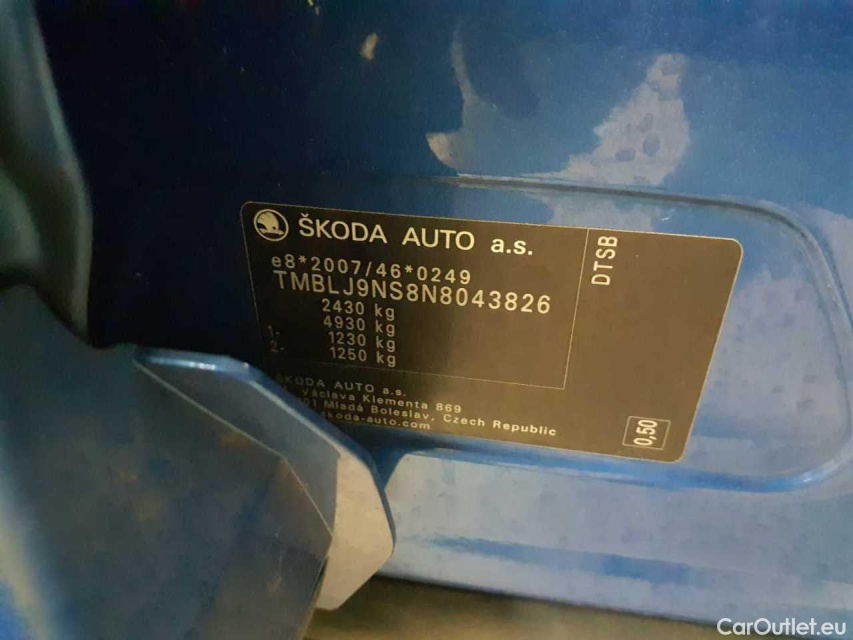 ŠKODA AUTO a.s.
e8*2007/46*0249
TMBLJ9NS8N8043826
2430 kg
4930 kg
1- 1230 kg
2- 1250 kg
DTSB
ŠKODA AUTO a.s.
Václava Klementa 869
Mladá Boleslav, Czech Republic
skoda-auto.com
0,50
CarOutlet.eu